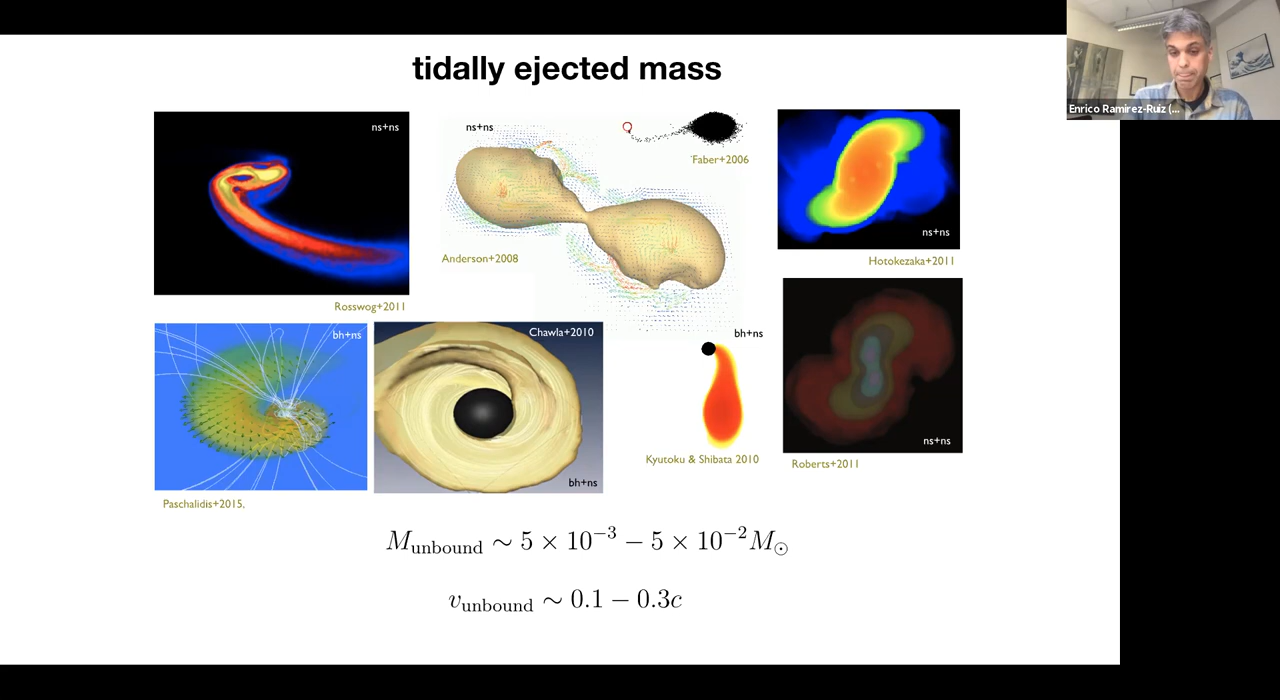 tidally ejected mass
Enrico Ramirez-Ruiz (...
ns+ns
Rosswog+2011
ns+ns
Anderson+2008
Faber+2006
ns+ns
Hotokezaka+2011
bh+ns
Paschalidis+2015.
Chawla+2010
bh+ns
bh+ns
Kyutoku & Shibata 2010
ns+ns
Roberts+2011
M_unbound ∼ 5 × 10⁻³ − 5 × 10⁻² M_⊙
v_unbound ∼ 0.1 − 0.3c